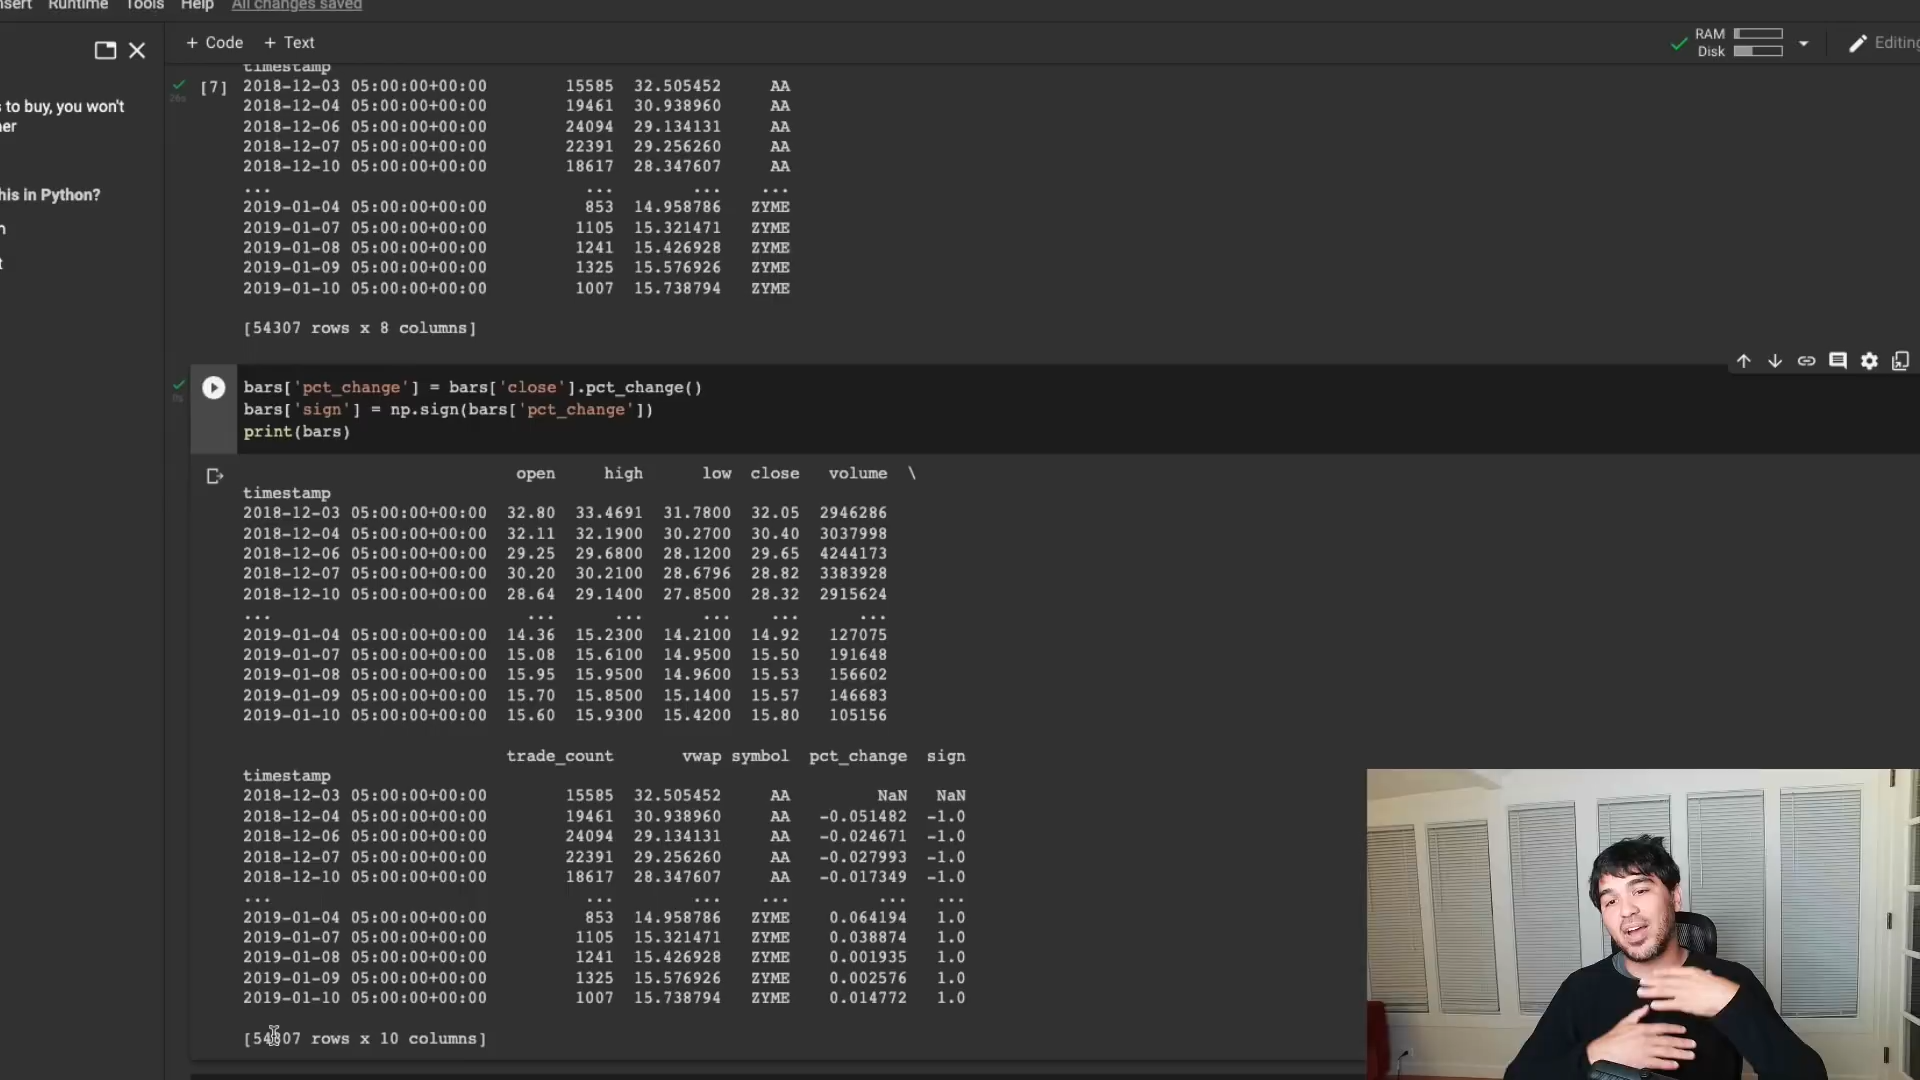 nsert Runtime Tools Help All changes saved
+ Code + Text
RAM
Disk
Editing
s to buy, you won't
er
his in Python?
n
t
timestamp
[7] 2018-12-03 05:00:00+00:00 15585 32.505452 AA
2018-12-04 05:00:00+00:00 19461 30.938960 AA
2018-12-06 05:00:00+00:00 24094 29.134131 AA
2018-12-07 05:00:00+00:00 22391 29.256260 AA
2018-12-10 05:00:00+00:00 18617 28.347607 AA
... ... ... ...
2019-01-04 05:00:00+00:00 853 14.958786 ZYME
2019-01-07 05:00:00+00:00 1105 15.321471 ZYME
2019-01-08 05:00:00+00:00 1241 15.426928 ZYME
2019-01-09 05:00:00+00:00 1325 15.576926 ZYME
2019-01-10 05:00:00+00:00 1007 15.738794 ZYME
[54307 rows x 8 columns]
bars['pct_change'] = bars['close'].pct_change()
bars['sign'] = np.sign(bars['pct_change'])
print(bars)
open high low close volume \
timestamp
2018-12-03 05:00:00+00:00 32.80 33.4691 31.7800 32.05 2946286
2018-12-04 05:00:00+00:00 32.11 32.1900 30.2700 30.40 3037998
2018-12-06 05:00:00+00:00 29.25 29.6800 28.1200 29.65 4244173
2018-12-07 05:00:00+00:00 30.20 30.2100 28.6796 28.82 3383928
2018-12-10 05:00:00+00:00 28.64 29.1400 27.8500 28.32 2915624
... ... ... ... ... ...
2019-01-04 05:00:00+00:00 14.36 15.2300 14.2100 14.92 127075
2019-01-07 05:00:00+00:00 15.08 15.6100 14.9500 15.50 191648
2019-01-08 05:00:00+00:00 15.95 15.9500 14.9600 15.53 156602
2019-01-09 05:00:00+00:00 15.70 15.8500 15.1400 15.57 146683
2019-01-10 05:00:00+00:00 15.60 15.9300 15.4200 15.80 105156
trade_count vwap symbol pct_change sign
timestamp
2018-12-03 05:00:00+00:00 15585 32.505452 AA NaN NaN
2018-12-04 05:00:00+00:00 19461 30.938960 AA -0.051482 -1.0
2018-12-06 05:00:00+00:00 24094 29.134131 AA -0.024671 -1.0
2018-12-07 05:00:00+00:00 22391 29.256260 AA -0.027993 -1.0
2018-12-10 05:00:00+00:00 18617 28.347607 AA -0.017349 -1.0
... ... ... ... ... ...
2019-01-04 05:00:00+00:00 853 14.958786 ZYME 0.064194 1.0
2019-01-07 05:00:00+00:00 1105 15.321471 ZYME 0.038874 1.0
2019-01-08 05:00:00+00:00 1241 15.426928 ZYME 0.001935 1.0
2019-01-09 05:00:00+00:00 1325 15.576926 ZYME 0.002576 1.0
2019-01-10 05:00:00+00:00 1007 15.738794 ZYME 0.014772 1.0
[54307 rows x 10 columns]